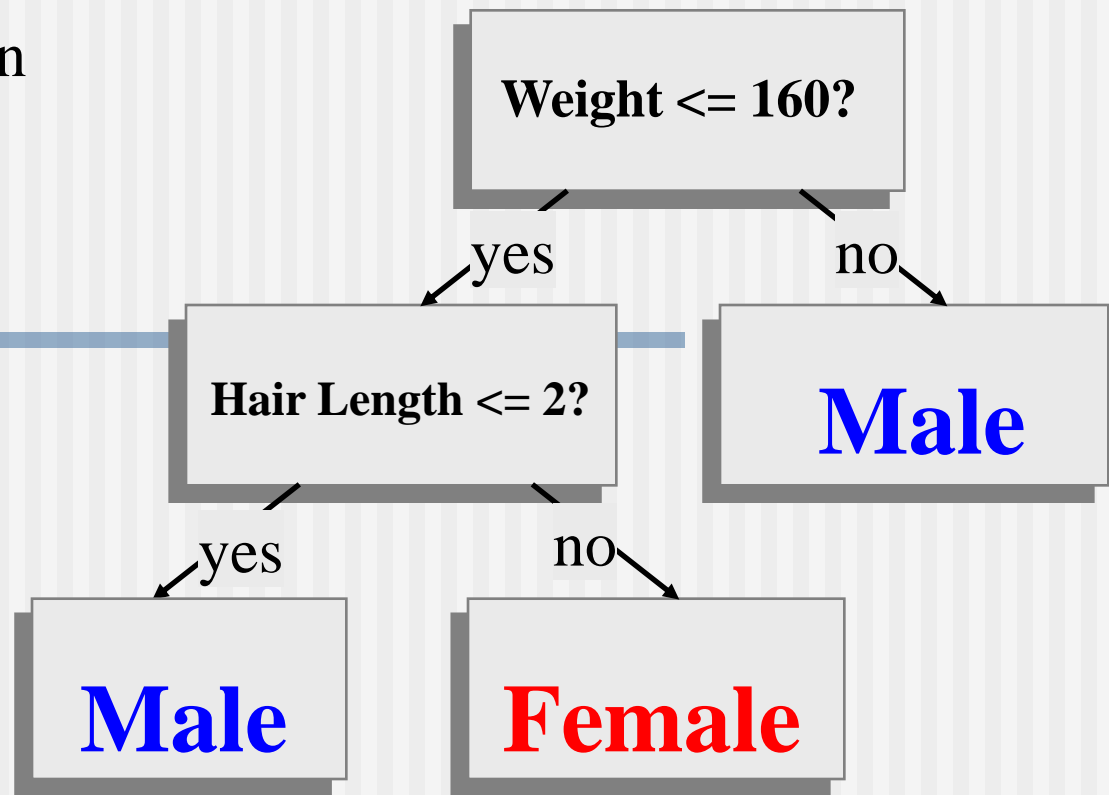 n
Weight <= 160?
yes
no
Hair Length <= 2?
Male
yes
no
Male
Female